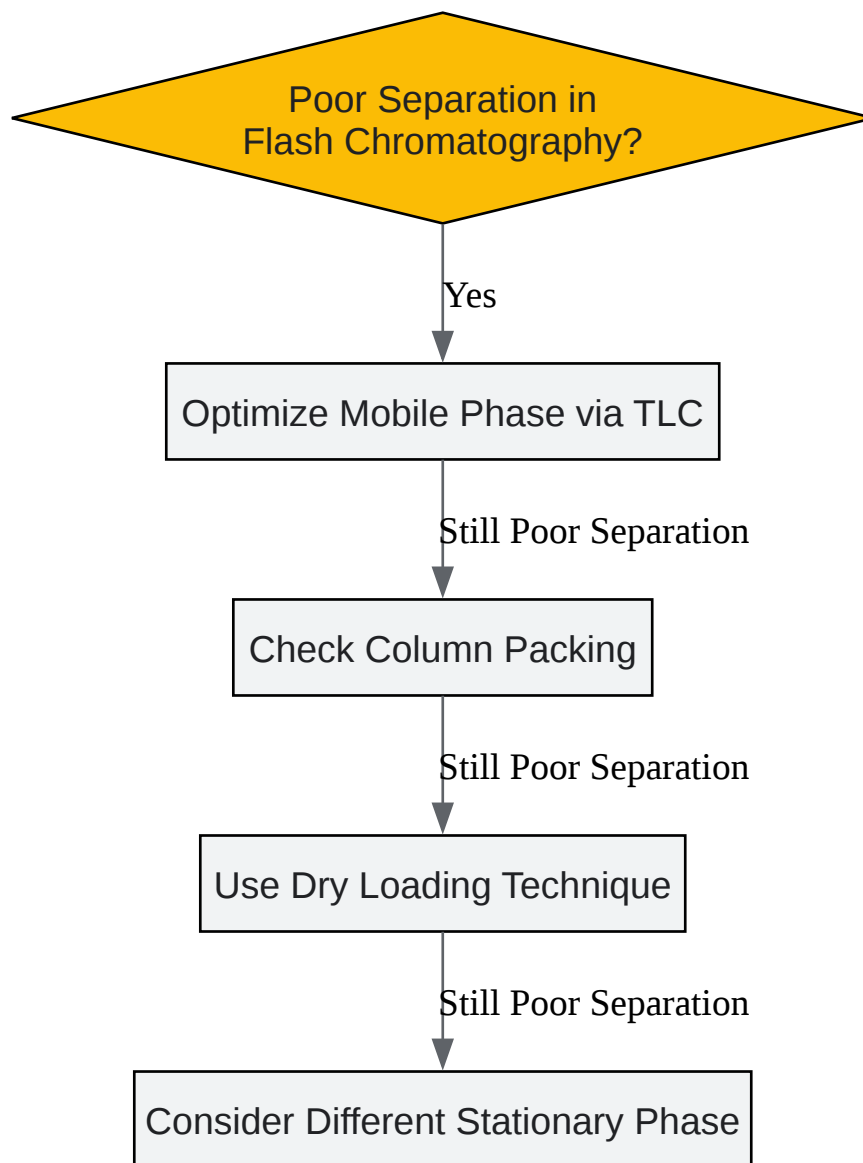 Poor Separation in
Flash Chromatography?
Yes
Optimize Mobile Phase via TLC
Still Poor Separation
Check Column Packing
Still Poor Separation
Use Dry Loading Technique
Still Poor Separation
Consider Different Stationary Phase